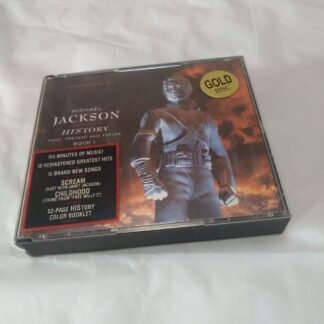 MICHAEL
JACKSON
HISTORY
PAST, PRESENT AND FUTURE
BOOK I
GOLD
DISC
150 MINUTES OF MUSIC!
15 REMASTERED GREATEST HITS
15 BRAND NEW SONGS
SCREAM
(DUET WITH JANET JACKSON)
CHILDHOOD
(THEME FROM "FREE WILLY 2")
52-PAGE HIStory
COLOR BOOKLET